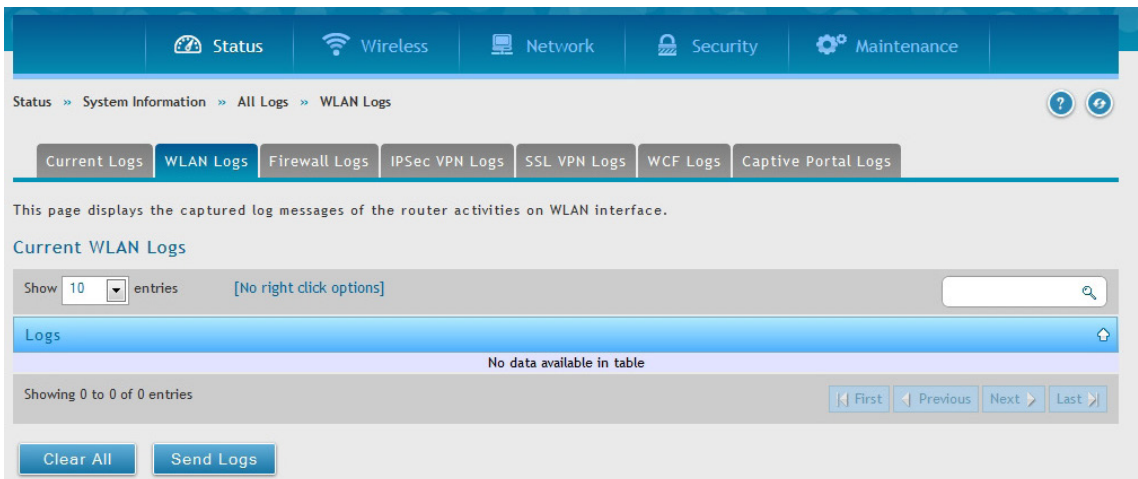 Status Wireless Network Security Maintenance
Status » System Information » All Logs » WLAN Logs ?
Current Logs WLAN Logs Firewall Logs IPSec VPN Logs SSL VPN Logs WCF Logs Captive Portal Logs
This page displays the captured log messages of the router activities on WLAN interface.
Current WLAN Logs
Show 10 entries [No right click options]
Logs
No data available in table
Showing 0 to 0 of 0 entries First Previous Next Last
Clear All Send Logs